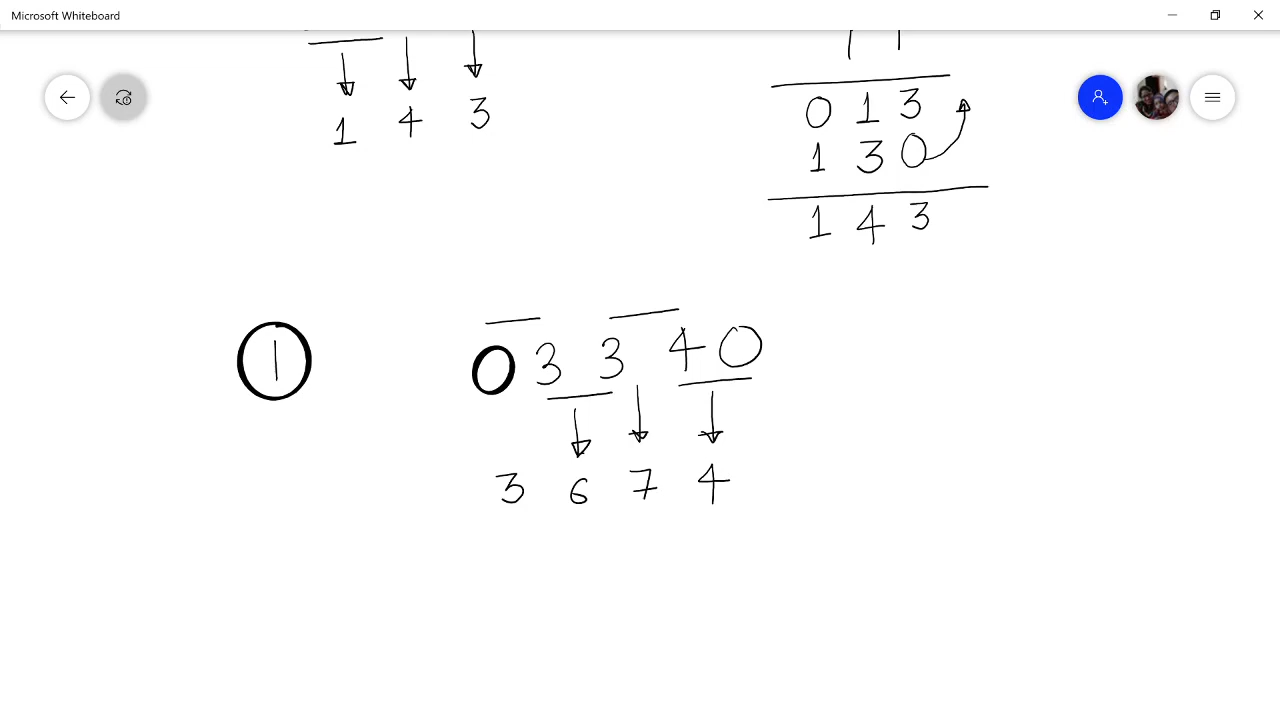 Microsoft Whiteboard
1 4 3
0 1 3
1 3 0
1 4 3
1
0 3 3 4 0
3 6 7 4